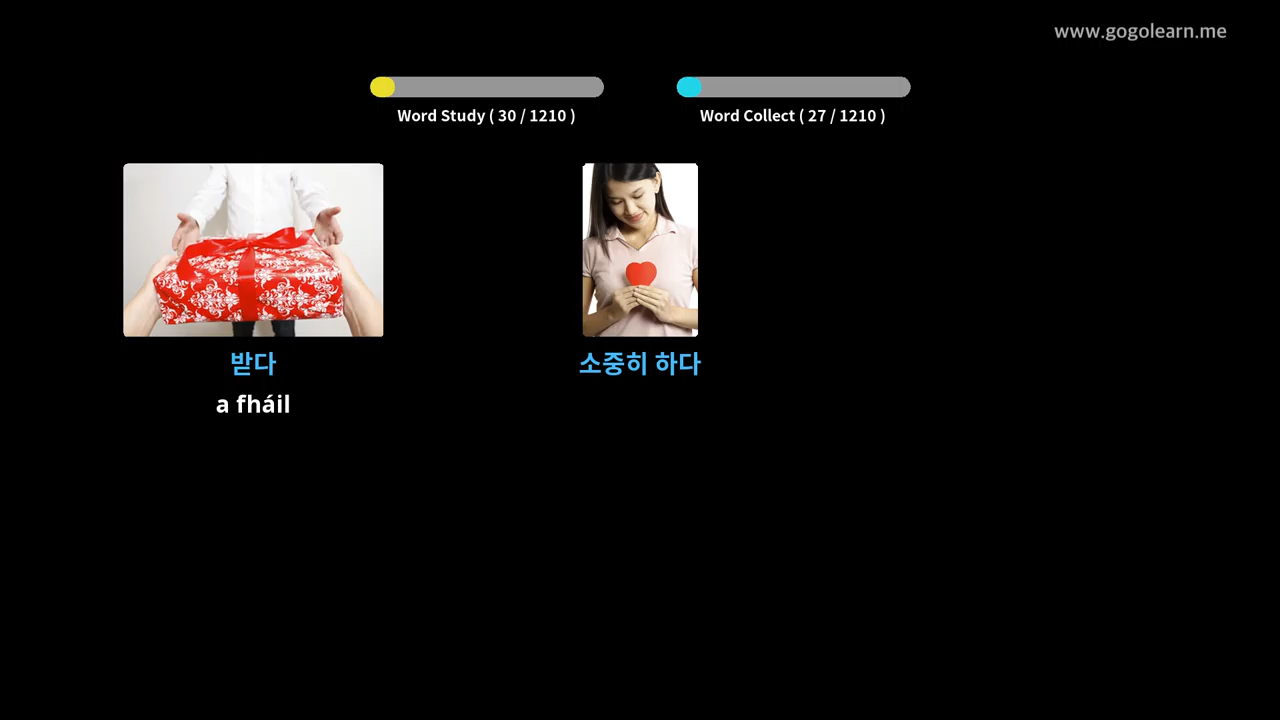 www.gogolearn.me
Word Study ( 30 / 1210 )
Word Collect ( 27 / 1210 )
받다
소중히 하다
a fháil